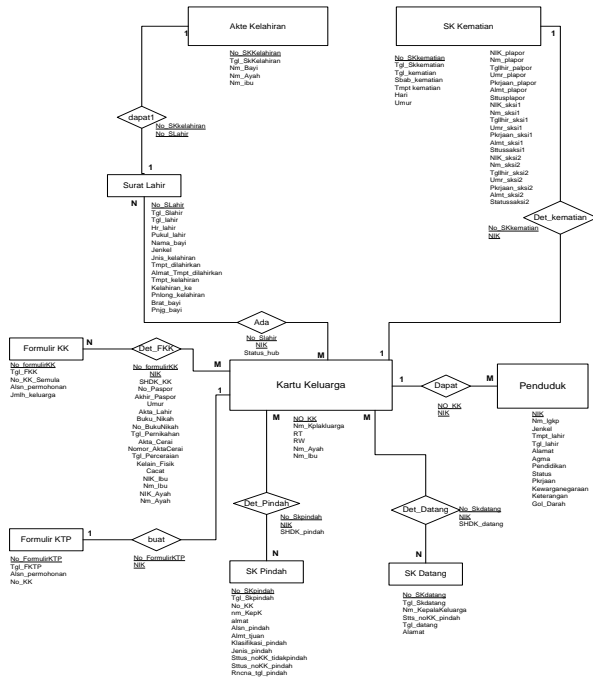 Akte Kelahiran
1
No_SKKelahiran
Tgl_SkKelahiran
Nm_Bayi
Nm_Ayah
Nm_ibu
dapat1
No_SKkelahiran
No_SLahir
1
Surat Lahir
N
No_SLahir
Tgl_Slahir
Tgl_lahir
Hr_lahir
Pukul_lahir
Nama_bayi
Jenkel
Jnis_kelahiran
Tmpt_dilahirkan
Almat_Tmpt_dilahirkan
Tmpt_kelahiran
Kelahiran_ke
Pnlong_kelahiran
Brat_bayi
Pnjg_bayi
SK Kematian
1
No_SKkematian
Tgl_Skkematian
Tgl_kematian
Sbab_kematian
Tmpt kematian
Hari
Umur
NIK_plapor
Nm_plapor
Tgllhir_palpor
Umr_plapor
Pkrjaan_plapor
Almt_plapor
Sttusplapor
NIK_sksi1
Nm_sksi1
Tgllhir_sksi1
Umr_sksi1
Pkrjaan_sksi1
Almt_sksi1
Sttussaksi1
NIK_sksi2
Nm_sksi2
Tgllhir_sksi2
Umr_sksi2
Pkrjaan_sksi2
Almt_sksi2
Statussaksi2
Det_kematian
No_SKkematian
NIK
Ada
No_Slahir
NIK
Status_hub
M
1
Formulir KK
N
No_formulirKK
Tgl_FKK
No_KK_Semula
Alsn_permohonan
Jmlh_keluarga
Det_FKK
M
No_formulirKK
NIK
SHDK_KK
No_Paspor
Akhir_Paspor
Umur
Akta_Lahir
Buku_Nikah
No_BukuNikah
Tgl_Pernikahan
Akta_Cerai
Nomor_AktaCerai
Tgl_Perceraian
Kelain_Fisik
Cacat
NIK_Ibu
Nm_Ibu
NIK_Ayah
Nm_Ayah
Kartu Keluarga
1
M
M
NO_KK
Nm_Kplakluarga
RT
RW
Nm_Ayah
Nm_Ibu
1
Dapat
M
NO_KK
NIK
Penduduk
NIK
Nm_lgkp
Jenkel
Tmpt_lahir
Tgl_lahir
Alamat
Agma
Pendidikan
Status
Pkrjaan
Kewarganegaraan
Keterangan
Gol_Darah
Det_Pindah
No_Skpindah
NIK
SHDK_pindah
N
Det_Datang
No_Skdatang
NIK
SHDK_datang
N
Formulir KTP
1
No_FormulirKTP
Tgl_FKTP
Alsn_permohonan
No_KK
buat
No_FormulirKTP
NIK
SK Pindah
No_SKpindah
Tgl_Skpindah
No_KK
nm_KepK
almat
Alsn_pindah
Almt_tjuan
Klasifikasi_pindah
Jenis_pindah
Sttus_noKK_tidakpindah
Sttus_noKK_pindah
Rncna_tgl_pindah
SK Datang
No_SKdatang
Tgl_Skdatang
Nm_KepalaKeluarga
Stts_noKK_pindah
Tgl_datang
Alamat